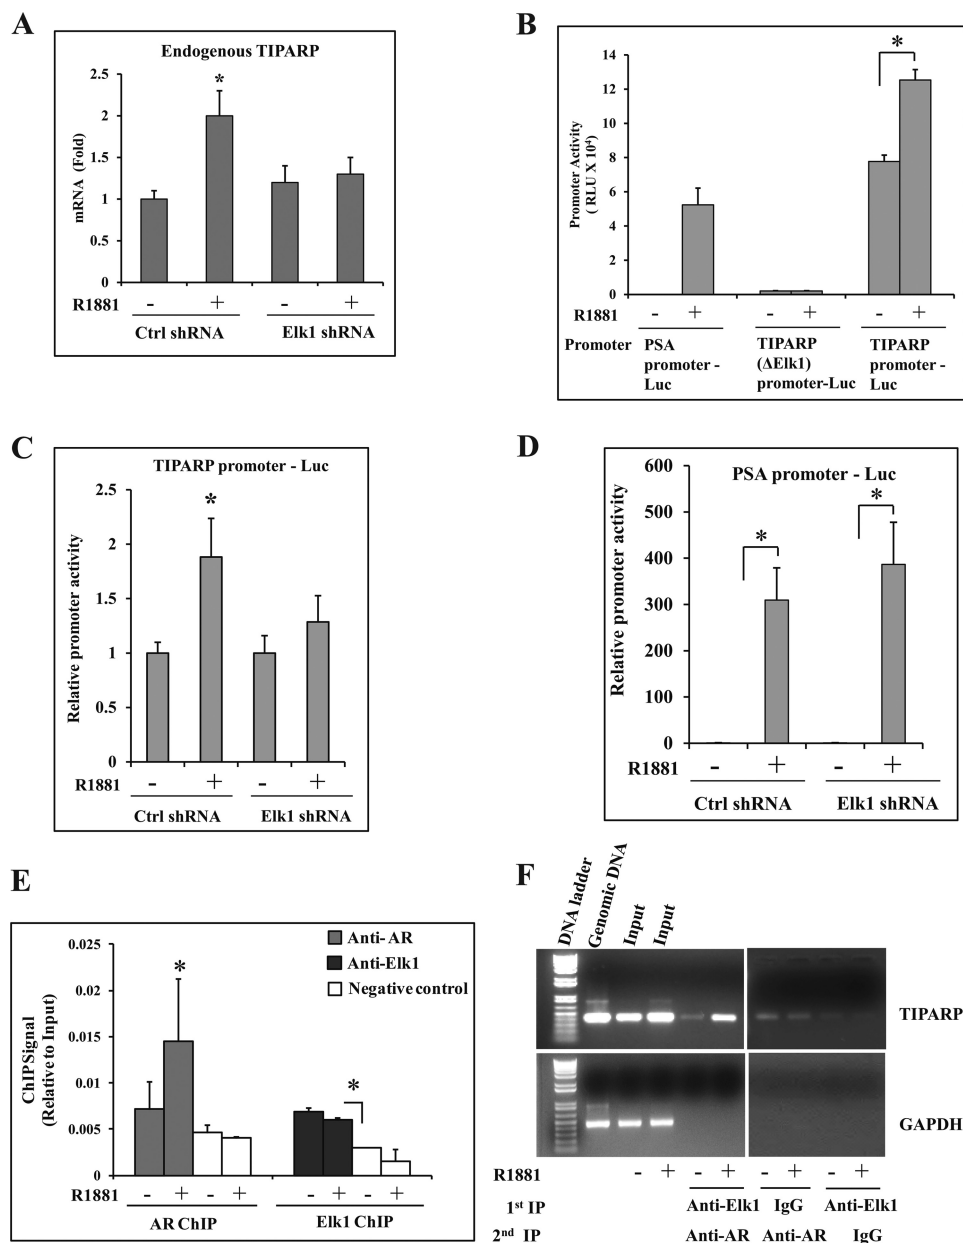 A
Endogenous TIPARP
mRNA (Fold)
2.5
2
1.5
1
0.5
0
*
R1881
- + - +
Ctrl shRNA Elk1 shRNA
B
Promoter Activity
( RLU X 10⁴)
14
12
10
8
6
4
2
0
*
R1881 - + - + - +
Promoter
PSA promoter - Luc
TIPARP (ΔElk1) promoter-Luc
TIPARP promoter - Luc
C
TIPARP promoter - Luc
Relative promoter activity
2.5
2
1.5
1
0.5
0
*
R1881 - + - +
Ctrl shRNA Elk1 shRNA
D
PSA promoter - Luc
Relative promoter activity
600
500
400
300
200
100
0
* *
R1881 - + - +
Ctrl shRNA Elk1 shRNA
E
ChIP Signal
(Relative to Input)
0.025
0.02
0.015
0.01
0.005
0
Anti-AR
Anti-Elk1
Negative control
* *
R1881 - + - + - + - +
AR ChIP Elk1 ChIP
F
DNA ladder
Genomic DNA
Input
Input
TIPARP
GAPDH
R1881 - + - + - + - +
1st IP Anti-Elk1 IgG Anti-Elk1
2nd IP Anti-AR Anti-AR IgG